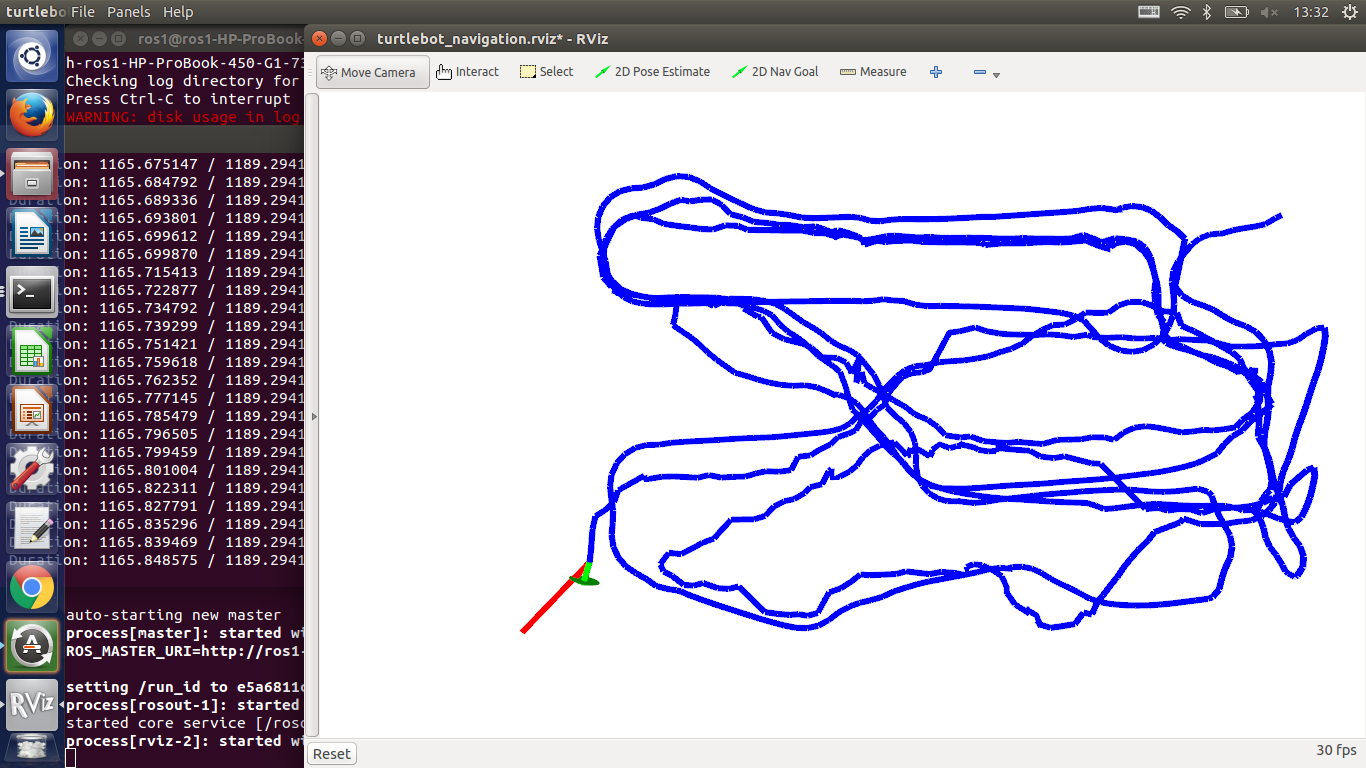 turtlebot_ File Panels Help 13:32
ros1@ros1-HP-ProBook-
turtlebot_navigation.rviz* - RViz
Move Camera Interact Select 2D Pose Estimate 2D Nav Goal Measure
h-ros1-HP-ProBook-450-G1-73
Checking log directory for
Press Ctrl-C to interrupt
WARNING: disk usage in log
on: 1165.675147 / 1189.2941
on: 1165.684792 / 1189.2941
on: 1165.689336 / 1189.2941
on: 1165.693801 / 1189.2941
on: 1165.699612 / 1189.2941
on: 1165.699870 / 1189.2941
on: 1165.715413 / 1189.2941
on: 1165.722877 / 1189.2941
on: 1165.734792 / 1189.2941
on: 1165.739299 / 1189.2941
on: 1165.751421 / 1189.2941
on: 1165.759618 / 1189.2941
on: 1165.762352 / 1189.2941
on: 1165.777145 / 1189.2941
on: 1165.785479 / 1189.2941
on: 1165.796505 / 1189.2941
on: 1165.799459 / 1189.2941
on: 1165.801004 / 1189.2941
on: 1165.822311 / 1189.2941
on: 1165.827791 / 1189.2941
on: 1165.835296 / 1189.2941
on: 1165.839469 / 1189.2941
Duration: 1165.848575 / 1189.2941
auto-starting new master
process[master]: started wi
ROS_MASTER_URI=http://ros1-
setting /run_id to e5a6811c
process[rosout-1]: started
started core service [/rosc
process[rviz-2]: started wi
RViz
Reset
30 fps